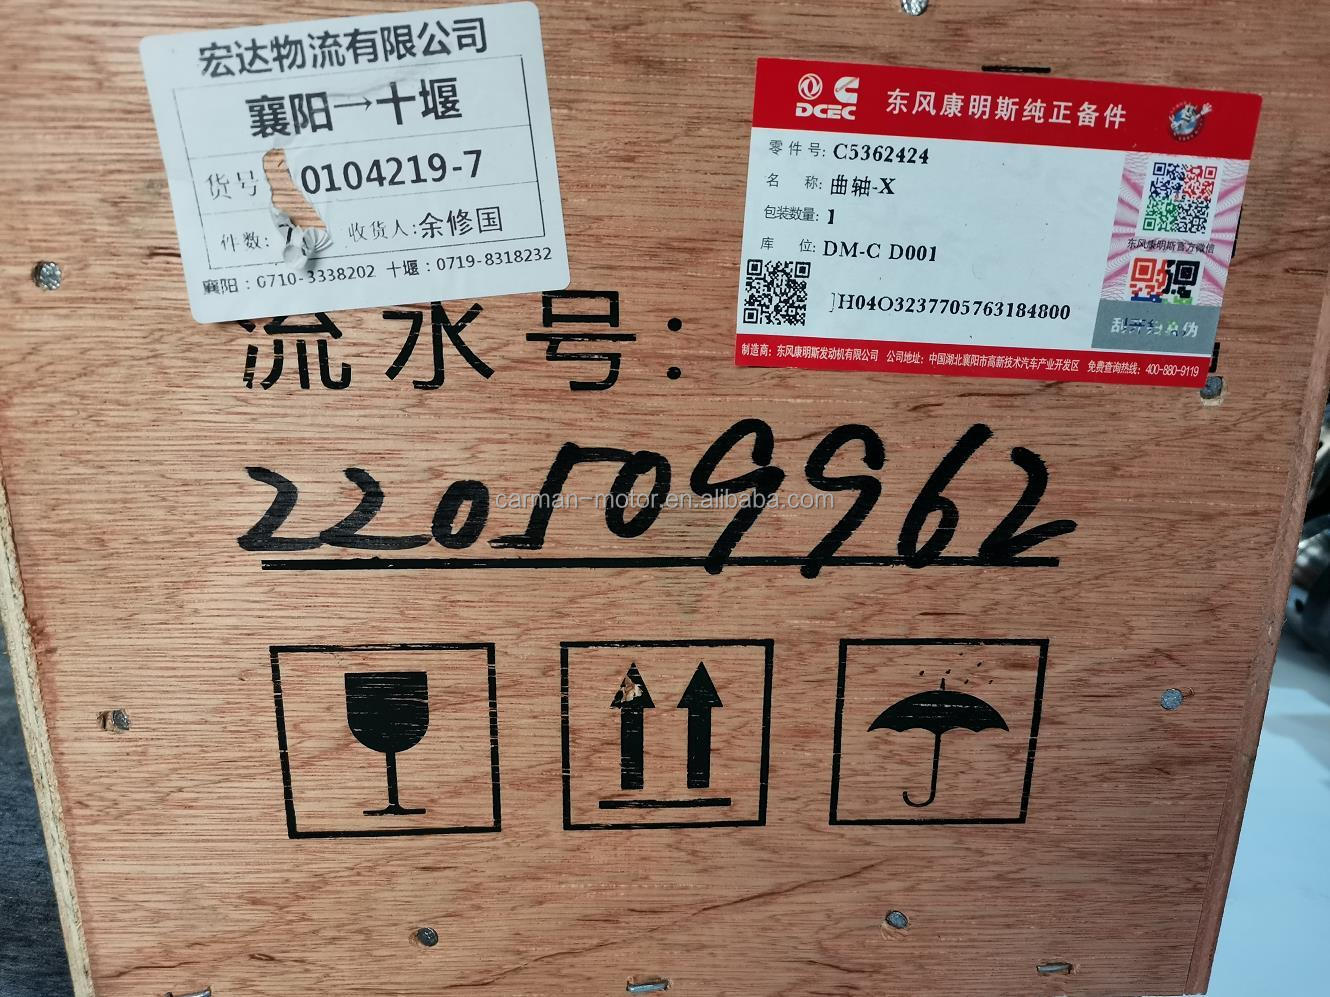 宏达物流有限公司
襄阳→十堰
货号 0104219-7
件数: 收货人:余修国
襄阳:0710-3338202 十堰:0719-8318232
DCEC 东风康明斯纯正备件
零件号: C5362424
名 称: 曲轴-X
包装数量: 1
库 位: DM-C D001
东风康明斯官方微信
H04O3237705763184800
制造商: 东风康明斯发动机有限公司 公司地址: 中国湖北襄阳市高新技术汽车产业开发区 免费查询热线: 400-880-9119
流水号:
220509962
carman-motor.en.alibaba.com